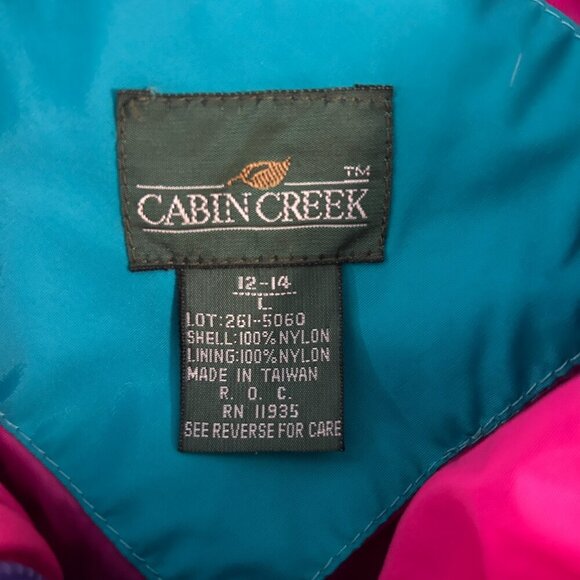 TM
CABIN CREEK
12-14
L
LOT:261-5060
SHELL:100% NYLON
LINING:100% NYLON
MADE IN TAIWAN
R. O. C.
RN 11935
SEE REVERSE FOR CARE